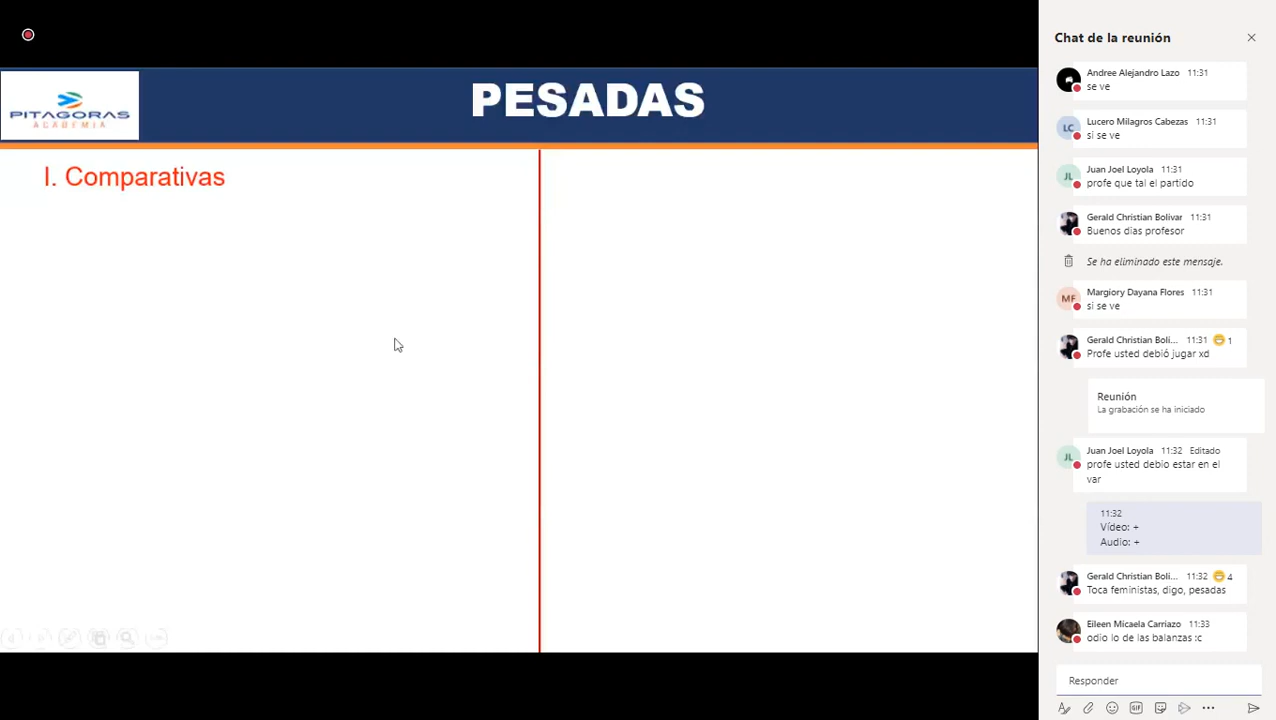 PITAGORAS
ACADEMIA
PESADAS
I. Comparativas
Chat de la reunión
Andree Alejandro Lazo 11:31
se ve
LC
Lucero Milagros Cabezas 11:31
si se ve
JL
Juan Joel Loyola 11:31
profe que tal el partido
Gerald Christian Bolivar 11:31
Buenos dias profesor
Se ha eliminado este mensaje.
MF
Margiory Dayana Flores 11:31
si se ve
Gerald Christian Boli... 11:31 1
Profe usted debió jugar xd
Reunión
La grabación se ha iniciado
JL
Juan Joel Loyola 11:32 Editado
profe usted debio estar en el
var
11:32
Vídeo: +
Audio: +
Gerald Christian Boli... 11:32 4
Toca feministas, digo, pesadas
Eileen Micaela Carriazo 11:33
odio lo de las balanzas :c
Responder
GIF